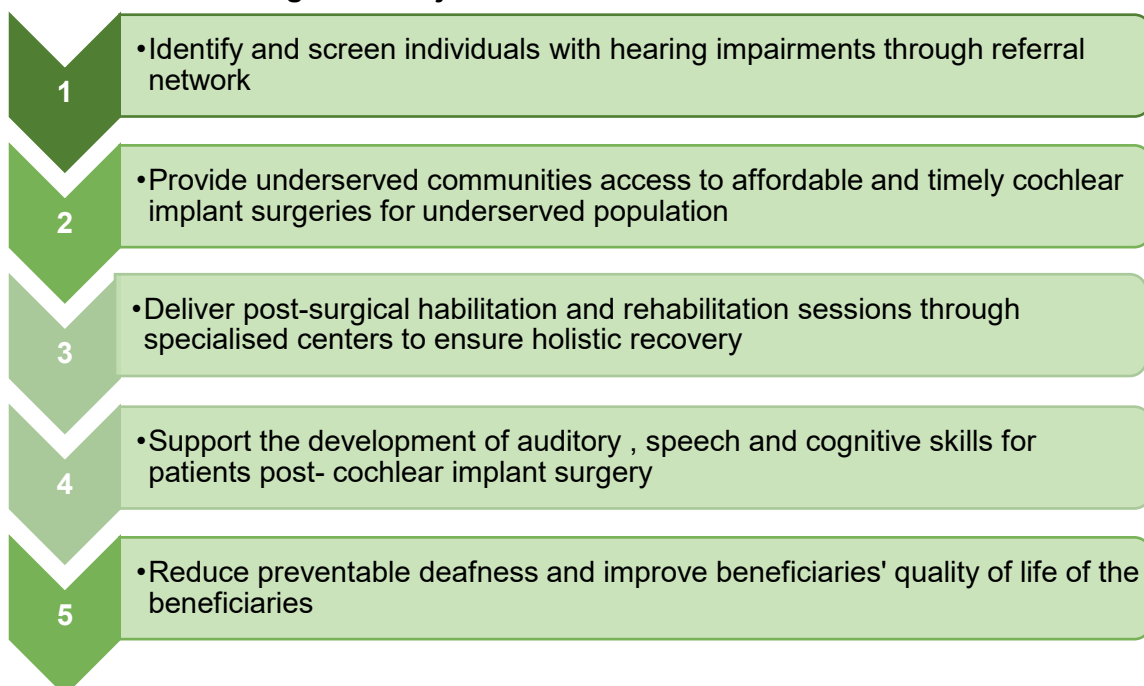 1
•Identify and screen individuals with hearing impairments through referral
network
2
•Provide underserved communities access to affordable and timely cochlear
implant surgeries for underserved population
3
•Deliver post-surgical habilitation and rehabilitation sessions through
specialised centers to ensure holistic recovery
4
•Support the development of auditory , speech and cognitive skills for
patients post- cochlear implant surgery
5
•Reduce preventable deafness and improve beneficiaries' quality of life of the
beneficiaries